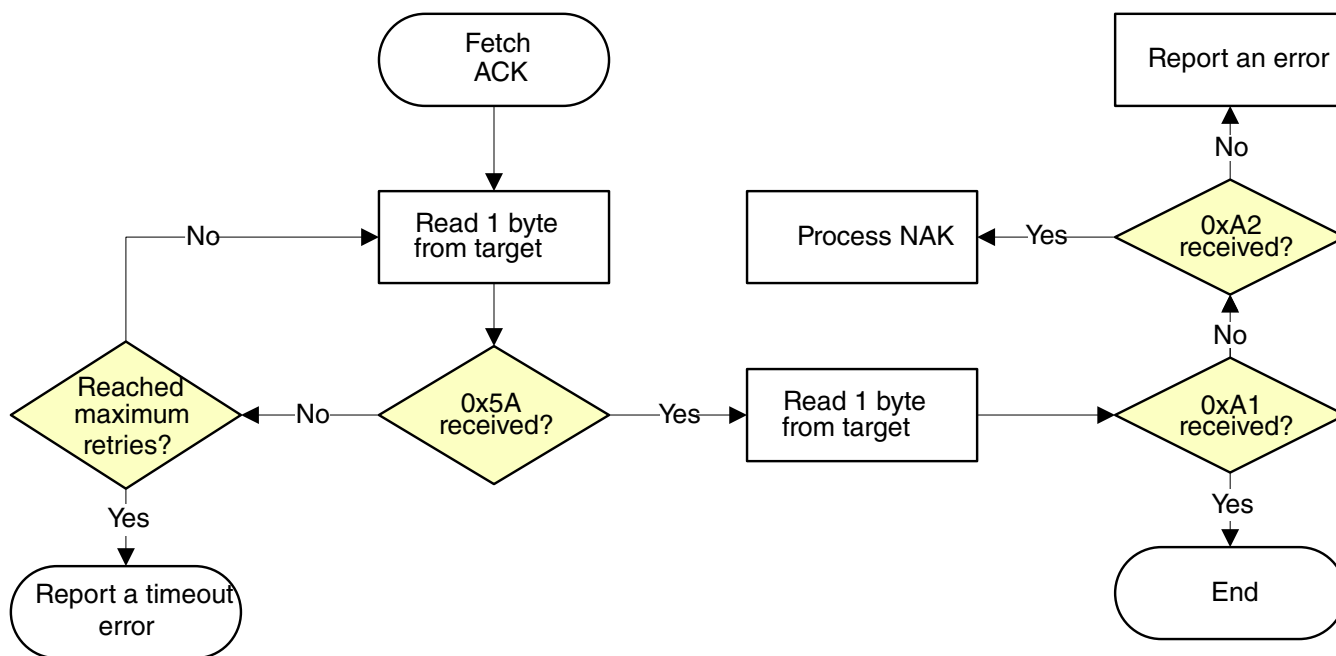 Fetch
ACK
Report an error
No
Read 1 byte
from target
No
Process NAK
Yes
0xA2
received?
No
Reached
maximum
retries?
No
0x5A
received?
Yes
Read 1 byte
from target
0xA1
received?
Yes
Yes
Report a timeout
error
End